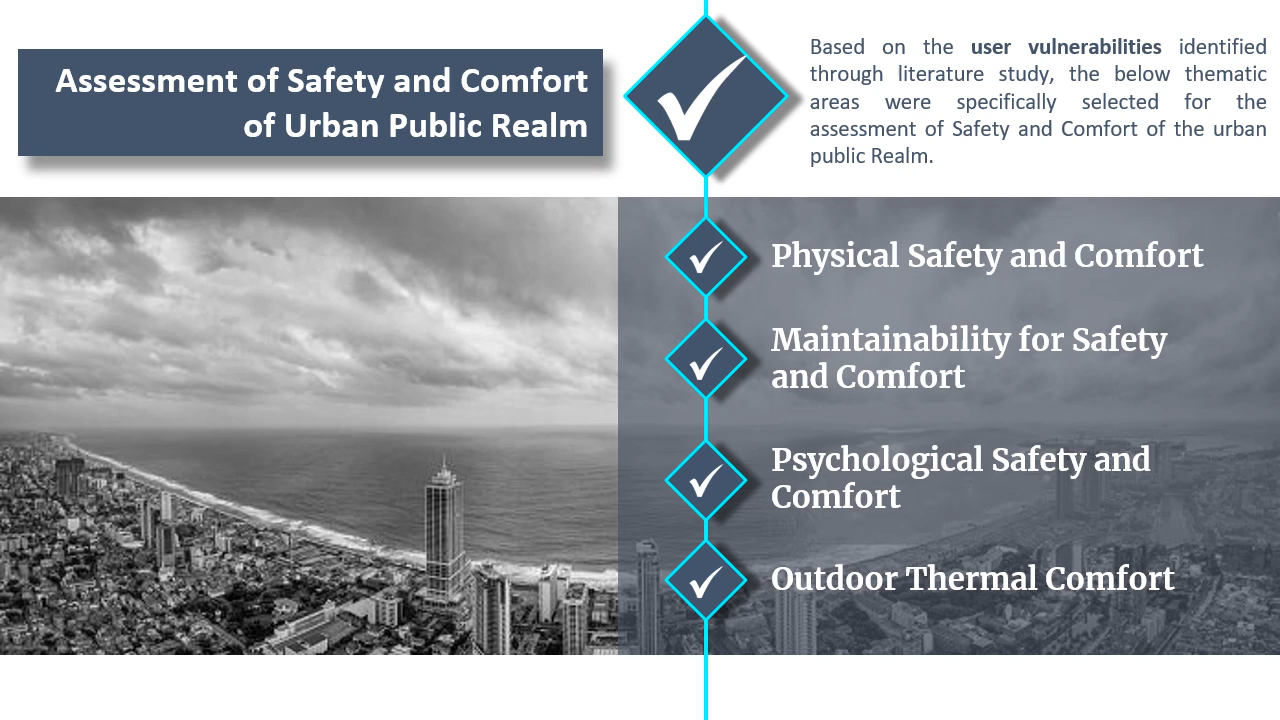 Assessment of Safety and Comfort
of Urban Public Realm
Based on the user vulnerabilities identified
through literature study, the below thematic
areas were specifically selected for the
assessment of Safety and Comfort of the urban
public Realm.
Physical Safety and Comfort
Maintainability for Safety
and Comfort
Psychological Safety and
Comfort
Outdoor Thermal Comfort